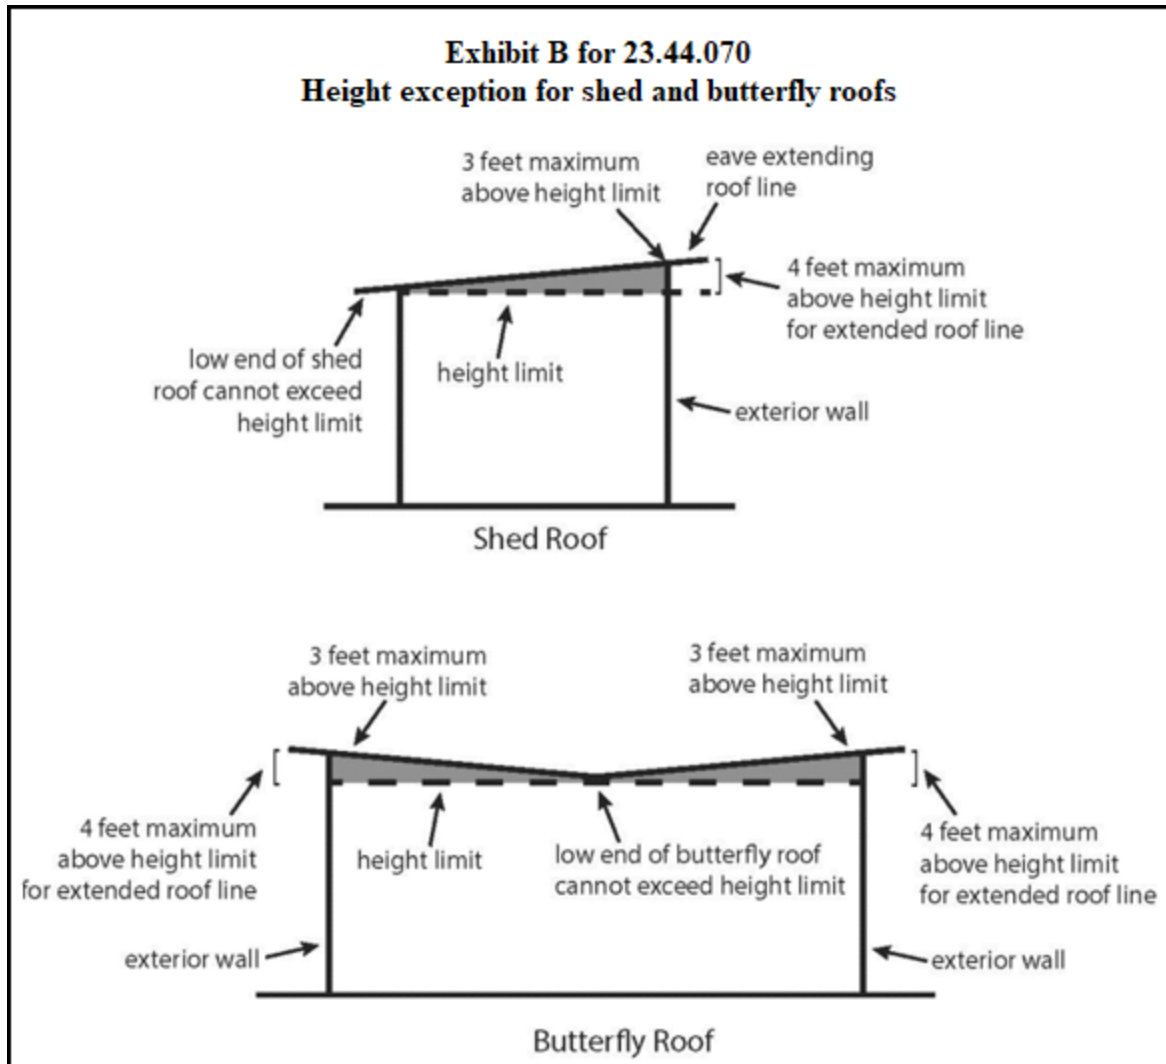 Exhibit B for 23.44.070
Height exception for shed and butterfly roofs
3 feet maximum
above height limit
eave extending
roof line
4 feet maximum
above height limit
for extended roof line
low end of shed
roof cannot exceed
height limit
height limit
exterior wall
Shed Roof
3 feet maximum
above height limit
3 feet maximum
above height limit
4 feet maximum
above height limit
for extended roof line
height limit
low end of butterfly roof
cannot exceed height limit
4 feet maximum
above height limit
for extended roof line
exterior wall
exterior wall
Butterfly Roof